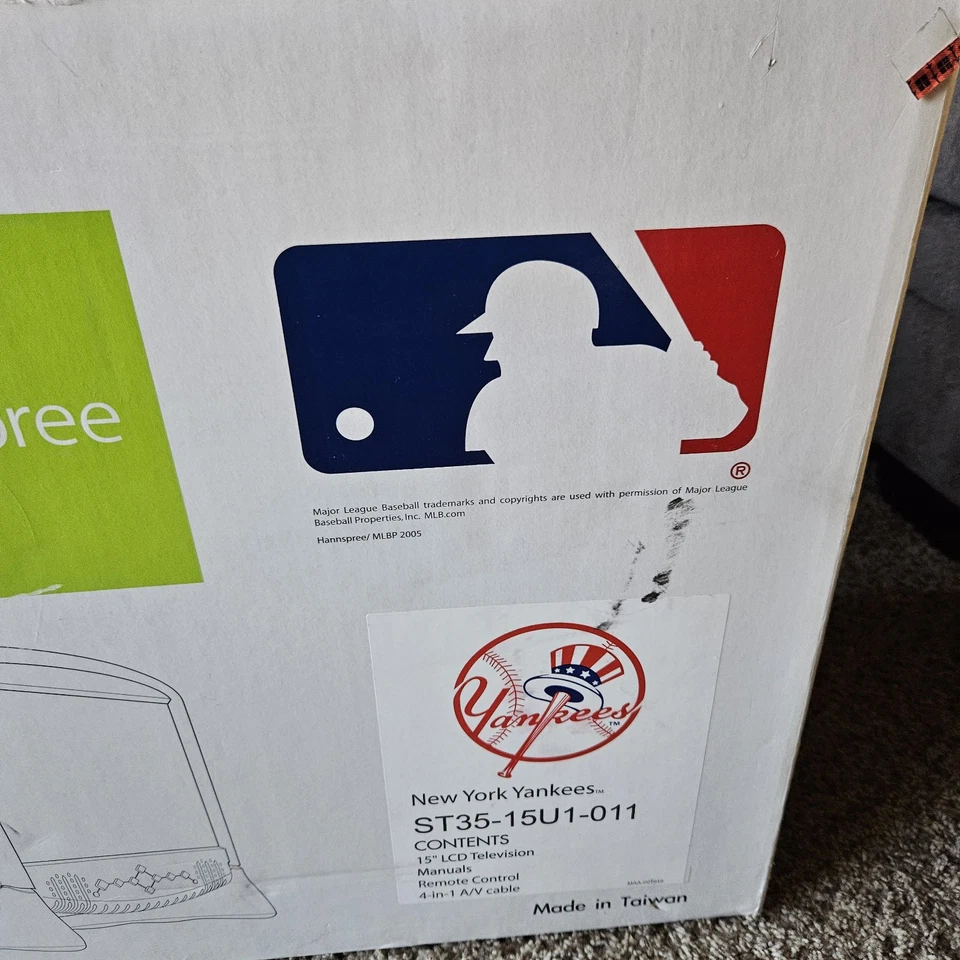 pree
®
Major League Baseball trademarks and copyrights are used with permission of Major League
Baseball Properties, Inc. MLB.com
Hannspree/ MLBP 2005
Yankees™
New York Yankees™
ST35-15U1-011
CONTENTS
15" LCD Television
Manuals
Remote Control
4-in-1 A/V cable
Made in Taiwan